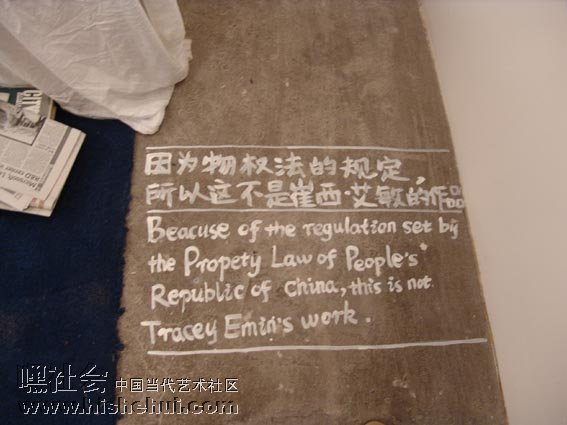 因为物权法的规定,
所以这不是崔西·艾敏的作品
Beacuse of the regulation set by
the Propety Law of People's
Republic of China, this is not
Tracey Emin's work.
CITY
嘿社会 中国当代艺术社区
www.hishehui.com